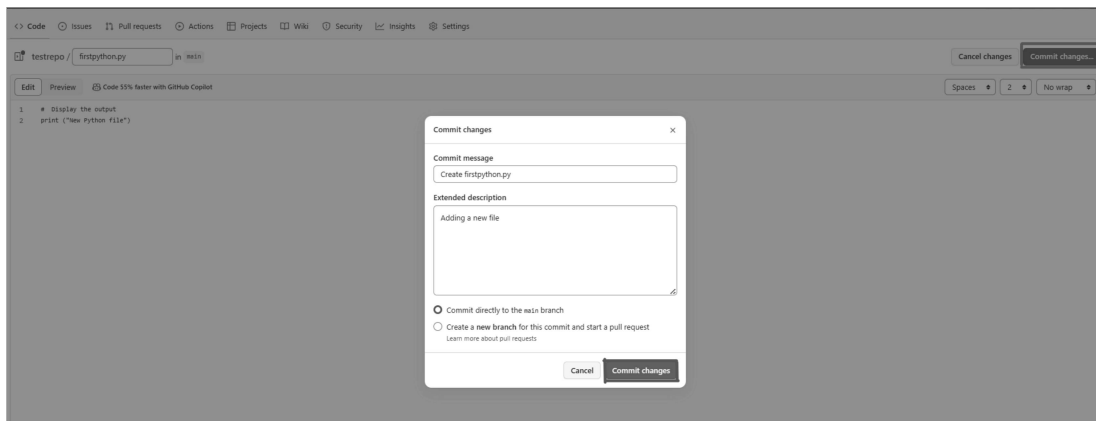 <> Code Issues Pull requests Actions Projects Wiki Security Insights Settings
testrepo / firstpython.py in main Cancel changes Commit changes...
Edit Preview Code 55% faster with GitHub Copilot Spaces 2 No wrap
1 # Display the output
2 print ("New Python file")
Commit changes ×
Commit message
Create firstpython.py
Extended description
Adding a new file
Commit directly to the main branch
Create a new branch for this commit and start a pull request
Learn more about pull requests
Cancel Commit changes